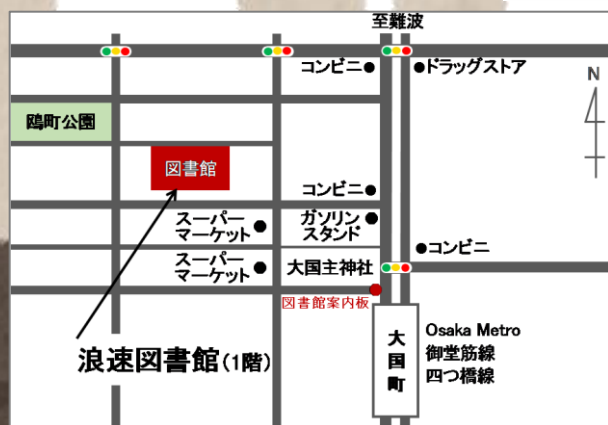 至難波
コンビニ
ドラッグストア
N
鴎町公園
図書館
コンビニ
スーパー
マーケット
ガソリン
スタンド
コンビニ
スーパー
マーケット
大国主神社
図書館案内板
浪速図書館(1階)
大国町
Osaka Metro
御堂筋線
四つ橋線